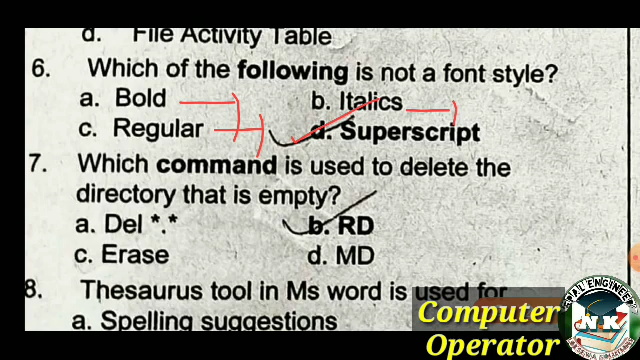 d. File Activity Table
6. Which of the following is not a font style?
a. Bold b. Italics
c. Regular d. Superscript
7. Which command is used to delete the
directory that is empty?
a. Del *.* b. RD
c. Erase d. MD
8. Thesaurus tool in Ms word is used for
a. Spelling suggestions
Computer
Operator
NK